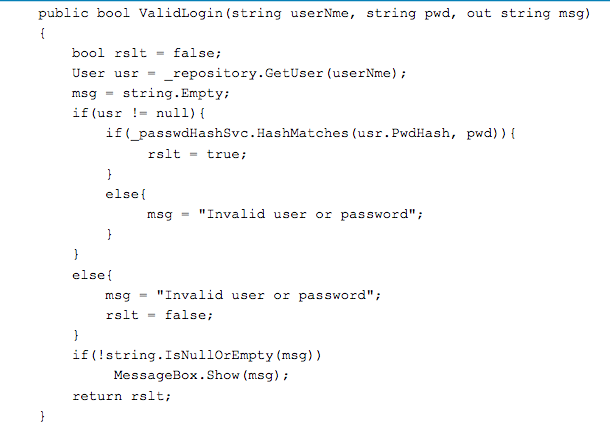 public bool ValidLogin(string userNme, string pwd, out string msg)
{
    bool rslt = false;
    User usr = _repository.GetUser(userNme);
    msg = string.Empty;
    if(usr != null){
        if(_passwdHashSvc.HashMatches(usr.PwdHash, pwd)){
            rslt = true;
        }
        else{
            msg = "Invalid user or password";
        }
    }
    else{
        msg = "Invalid user or password";
        rslt = false;
    }
    if(!string.IsNullOrEmpty(msg))
        MessageBox.Show(msg);
    return rslt;
}